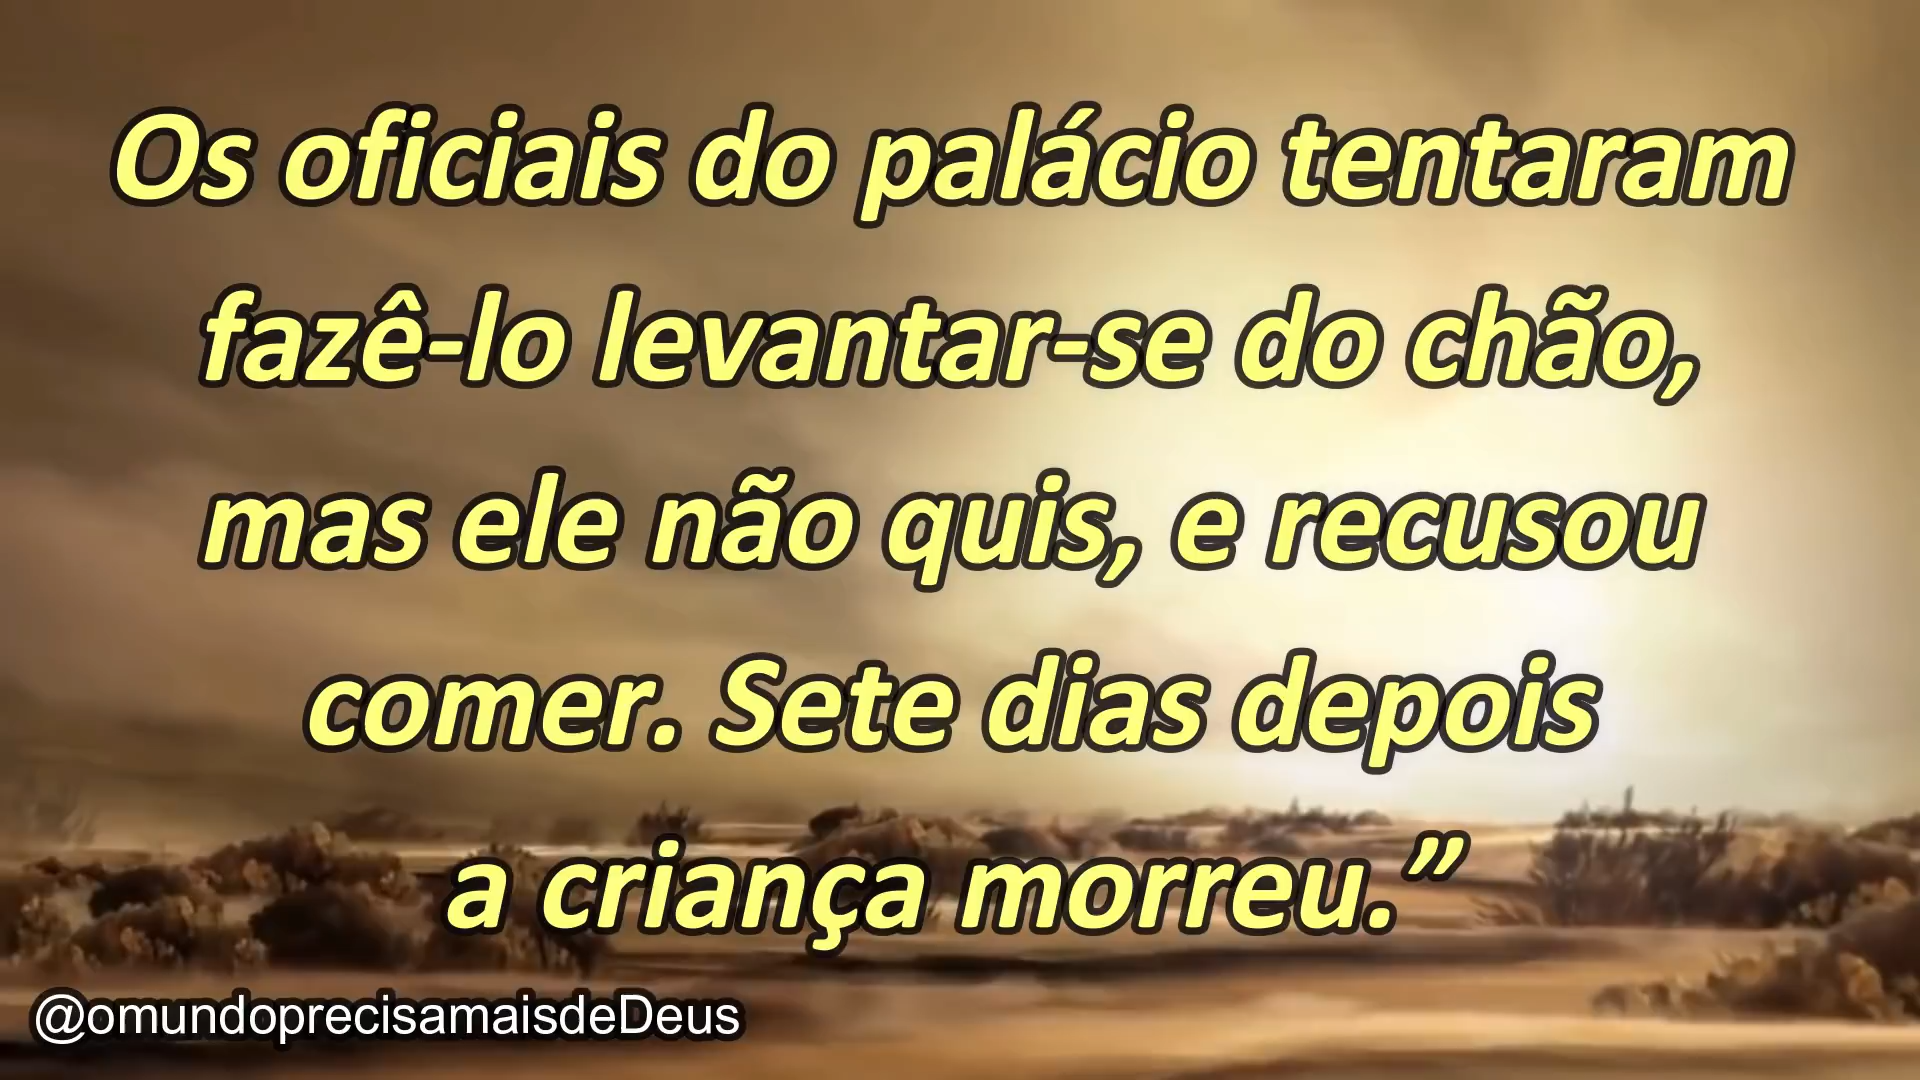 Os oficiais do palácio tentaram
fazê-lo levantar-se do chão,
mas ele não quis, e recusou
comer. Sete dias depois
a criança morreu.”
@omundoprecisamaisdeDeus